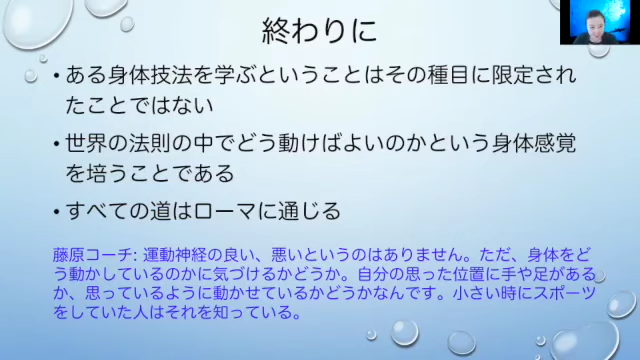 終わりに
• ある身体技法を学ぶということはその種目に限定され
たことではない
• 世界の法則の中でどう動けばよいのかという身体感覚
を培うことである
• すべての道はローマに通じる
藤原コーチ: 運動神経の良い、悪いというのはありません。ただ、身体をど
う動かしているのかに気づけるかどうか。自分の思った位置に手や足がある
か、思っているように動かせているかどうかなんです。小さい時にスポーツ
をしていた人はそれを知っている。